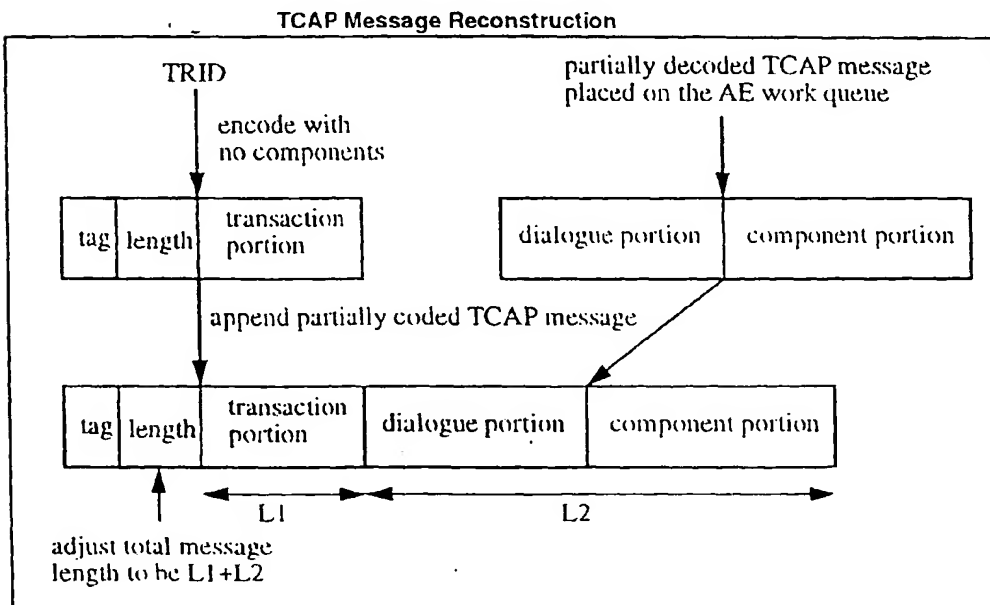 TCAP Message Reconstruction
TRID
partially decoded TCAP message
placed on the AE work queue
encode with
no components
tag
length
transaction
portion
dialogue portion
component portion
append partially coded TCAP message
tag
length
transaction
portion
dialogue portion
component portion
L1
L2
adjust total message
length to be L1+L2